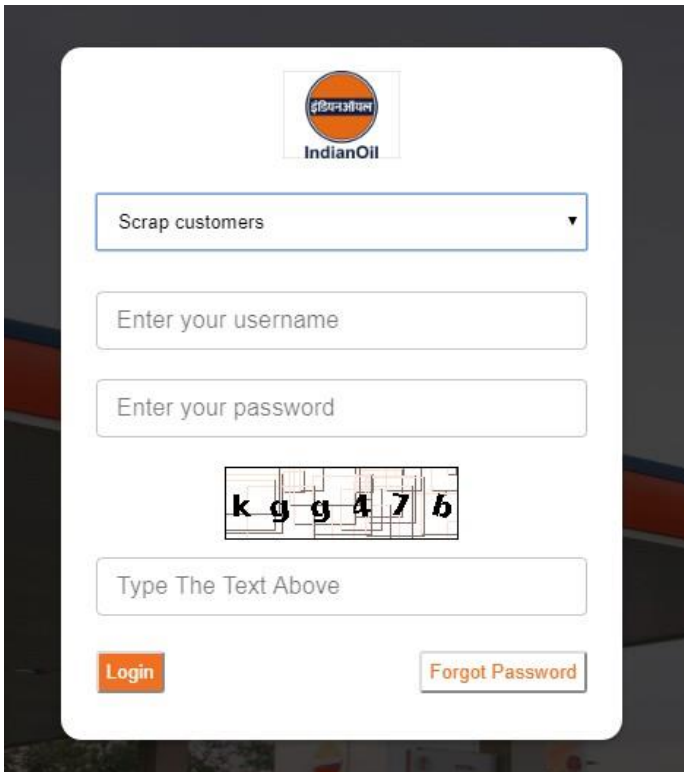 इंडियनऑयल
IndianOil
Scrap customers
Enter your username
Enter your password
kgg47b
Type The Text Above
Login
Forgot Password